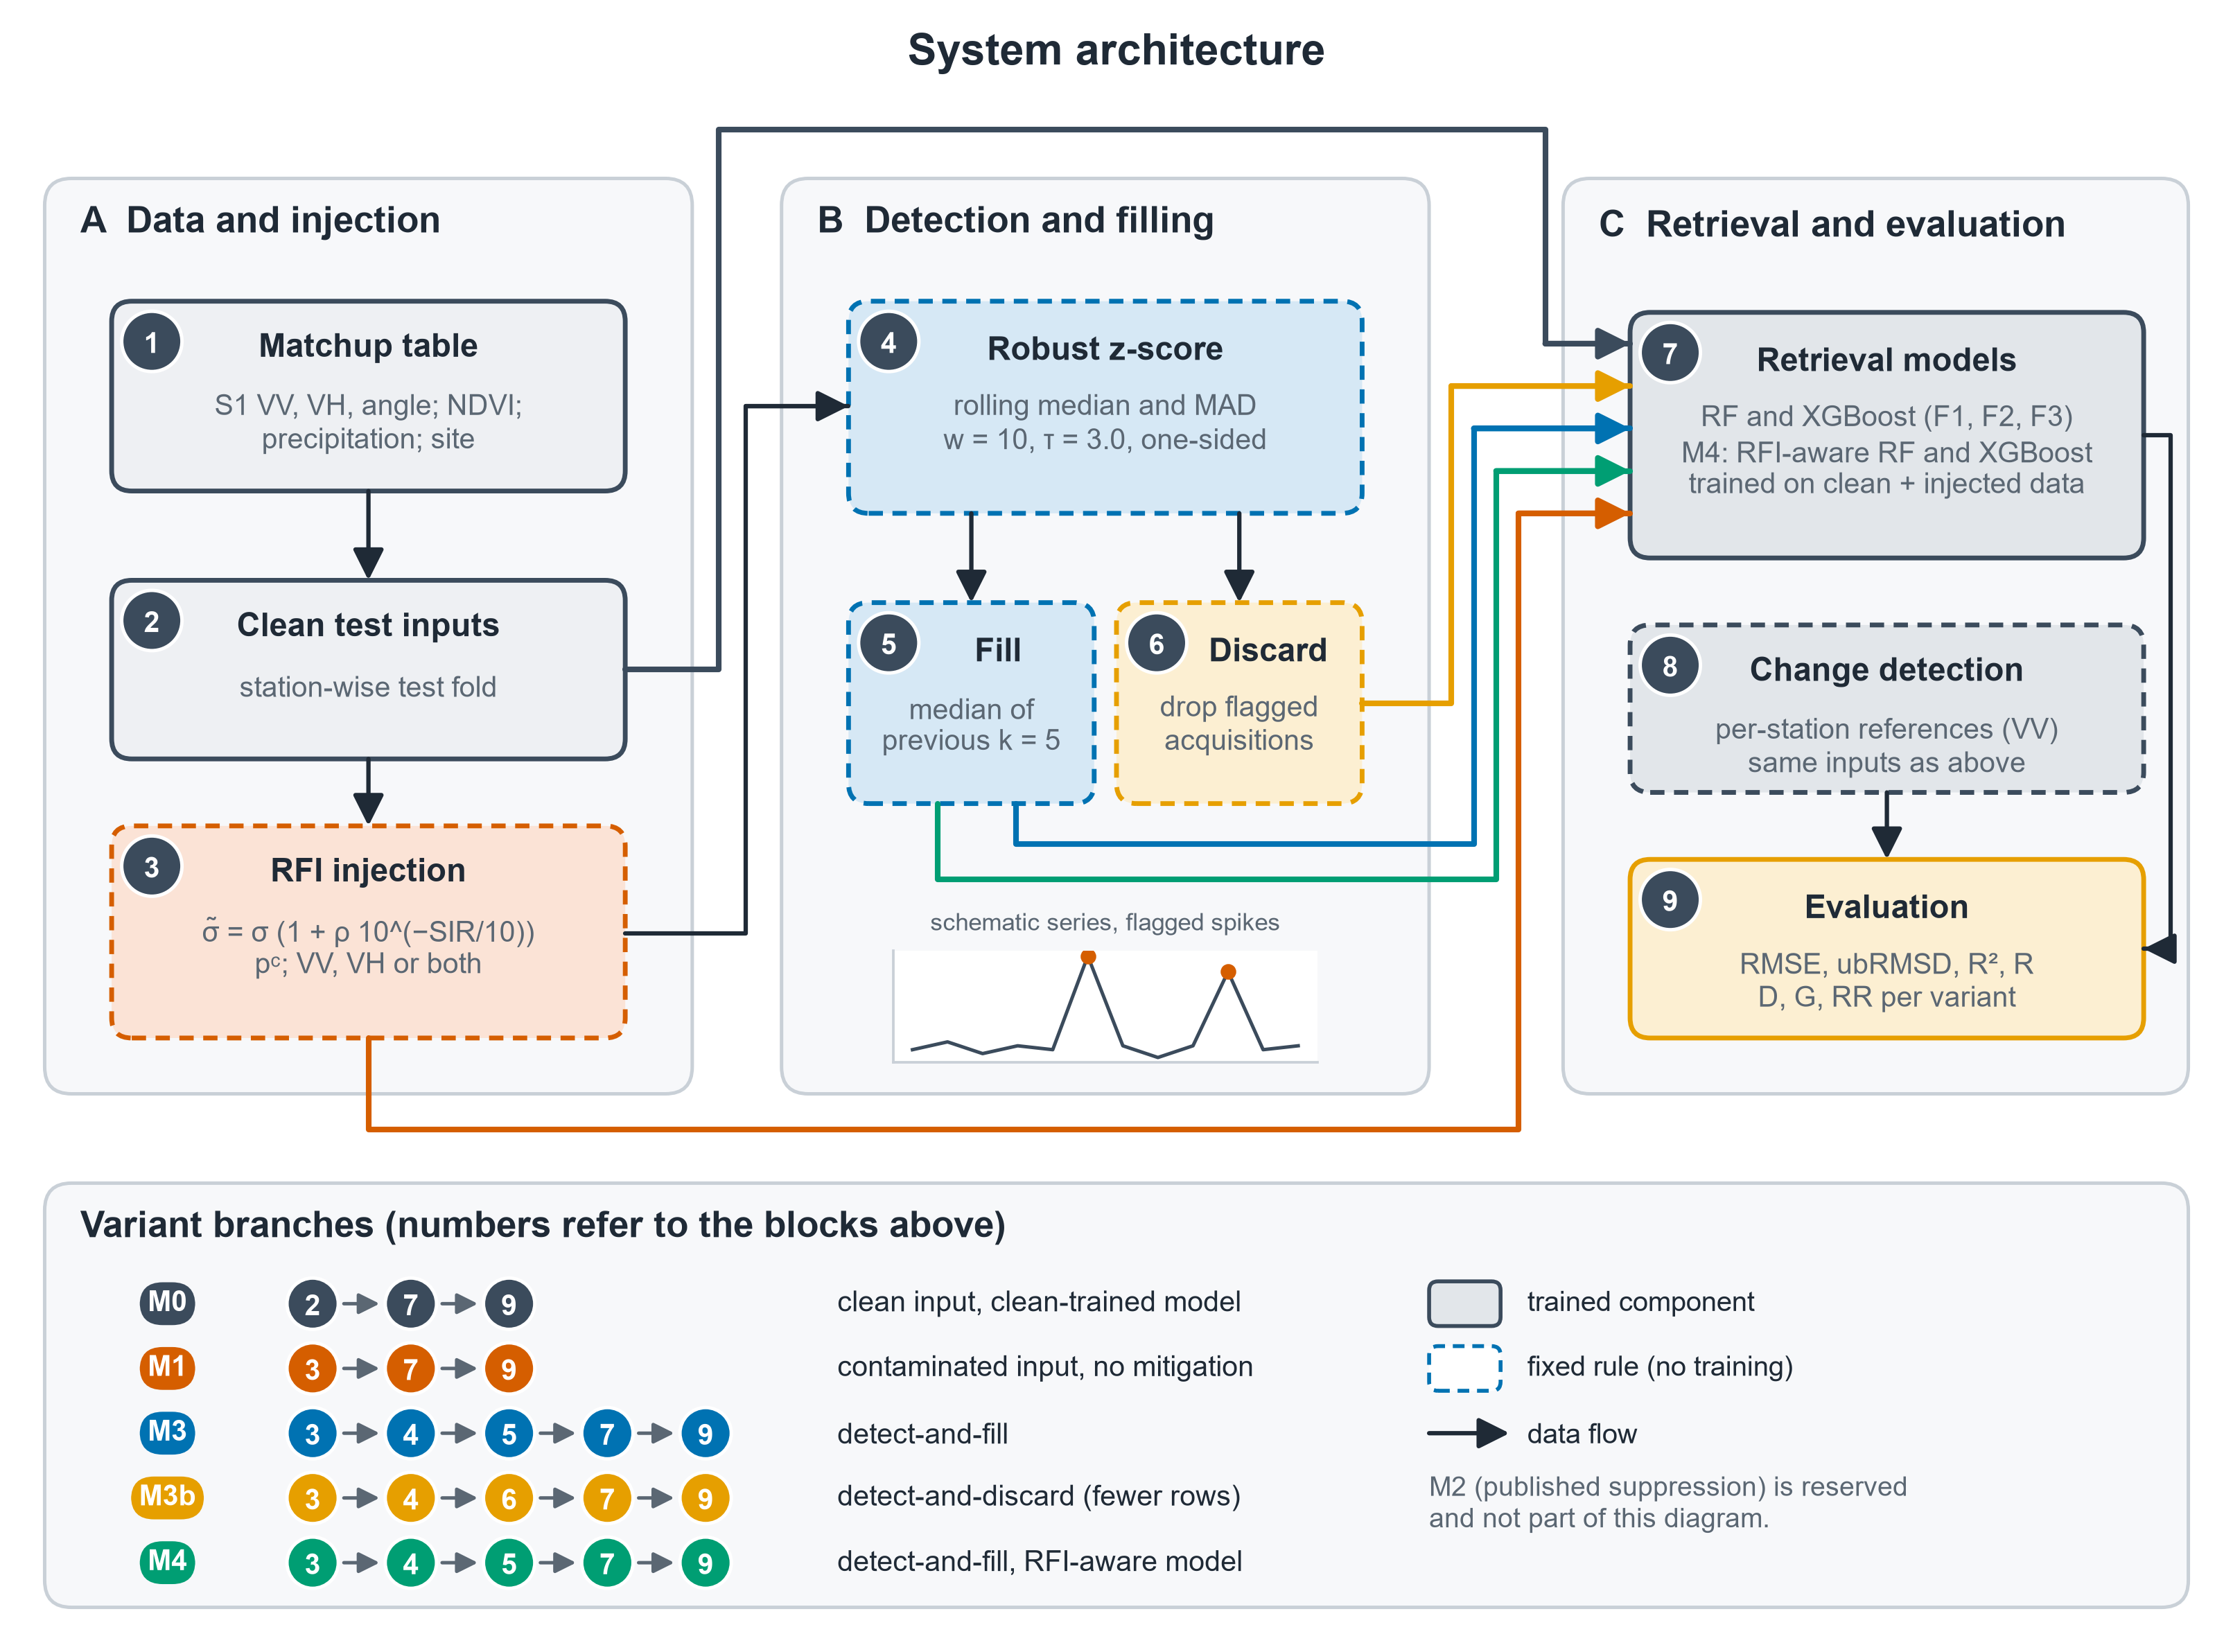 System architecture
A Data and injection
1
Matchup table
S1 VV, VH, angle; NDVI;
precipitation; site
2
Clean test inputs
station-wise test fold
3
RFI injection
σ̃ = σ (1 + ρ 10^(−SIR/10))
pᶜ; VV, VH or both
B Detection and filling
4
Robust z-score
rolling median and MAD
w = 10, τ = 3.0, one-sided
5
Fill
median of
previous k = 5
6
Discard
drop flagged
acquisitions
schematic series, flagged spikes
C Retrieval and evaluation
7
Retrieval models
RF and XGBoost (F1, F2, F3)
M4: RFI-aware RF and XGBoost
trained on clean + injected data
8
Change detection
per-station references (VV)
same inputs as above
9
Evaluation
RMSE, ubRMSD, R², R
D, G, RR per variant
Variant branches (numbers refer to the blocks above)
M0 2 7 9 clean input, clean-trained model
M1 3 7 9 contaminated input, no mitigation
M3 3 4 5 7 9 detect-and-fill
M3b 3 4 6 7 9 detect-and-discard (fewer rows)
M4 3 4 5 7 9 detect-and-fill, RFI-aware model
trained component
fixed rule (no training)
data flow
M2 (published suppression) is reserved
and not part of this diagram.